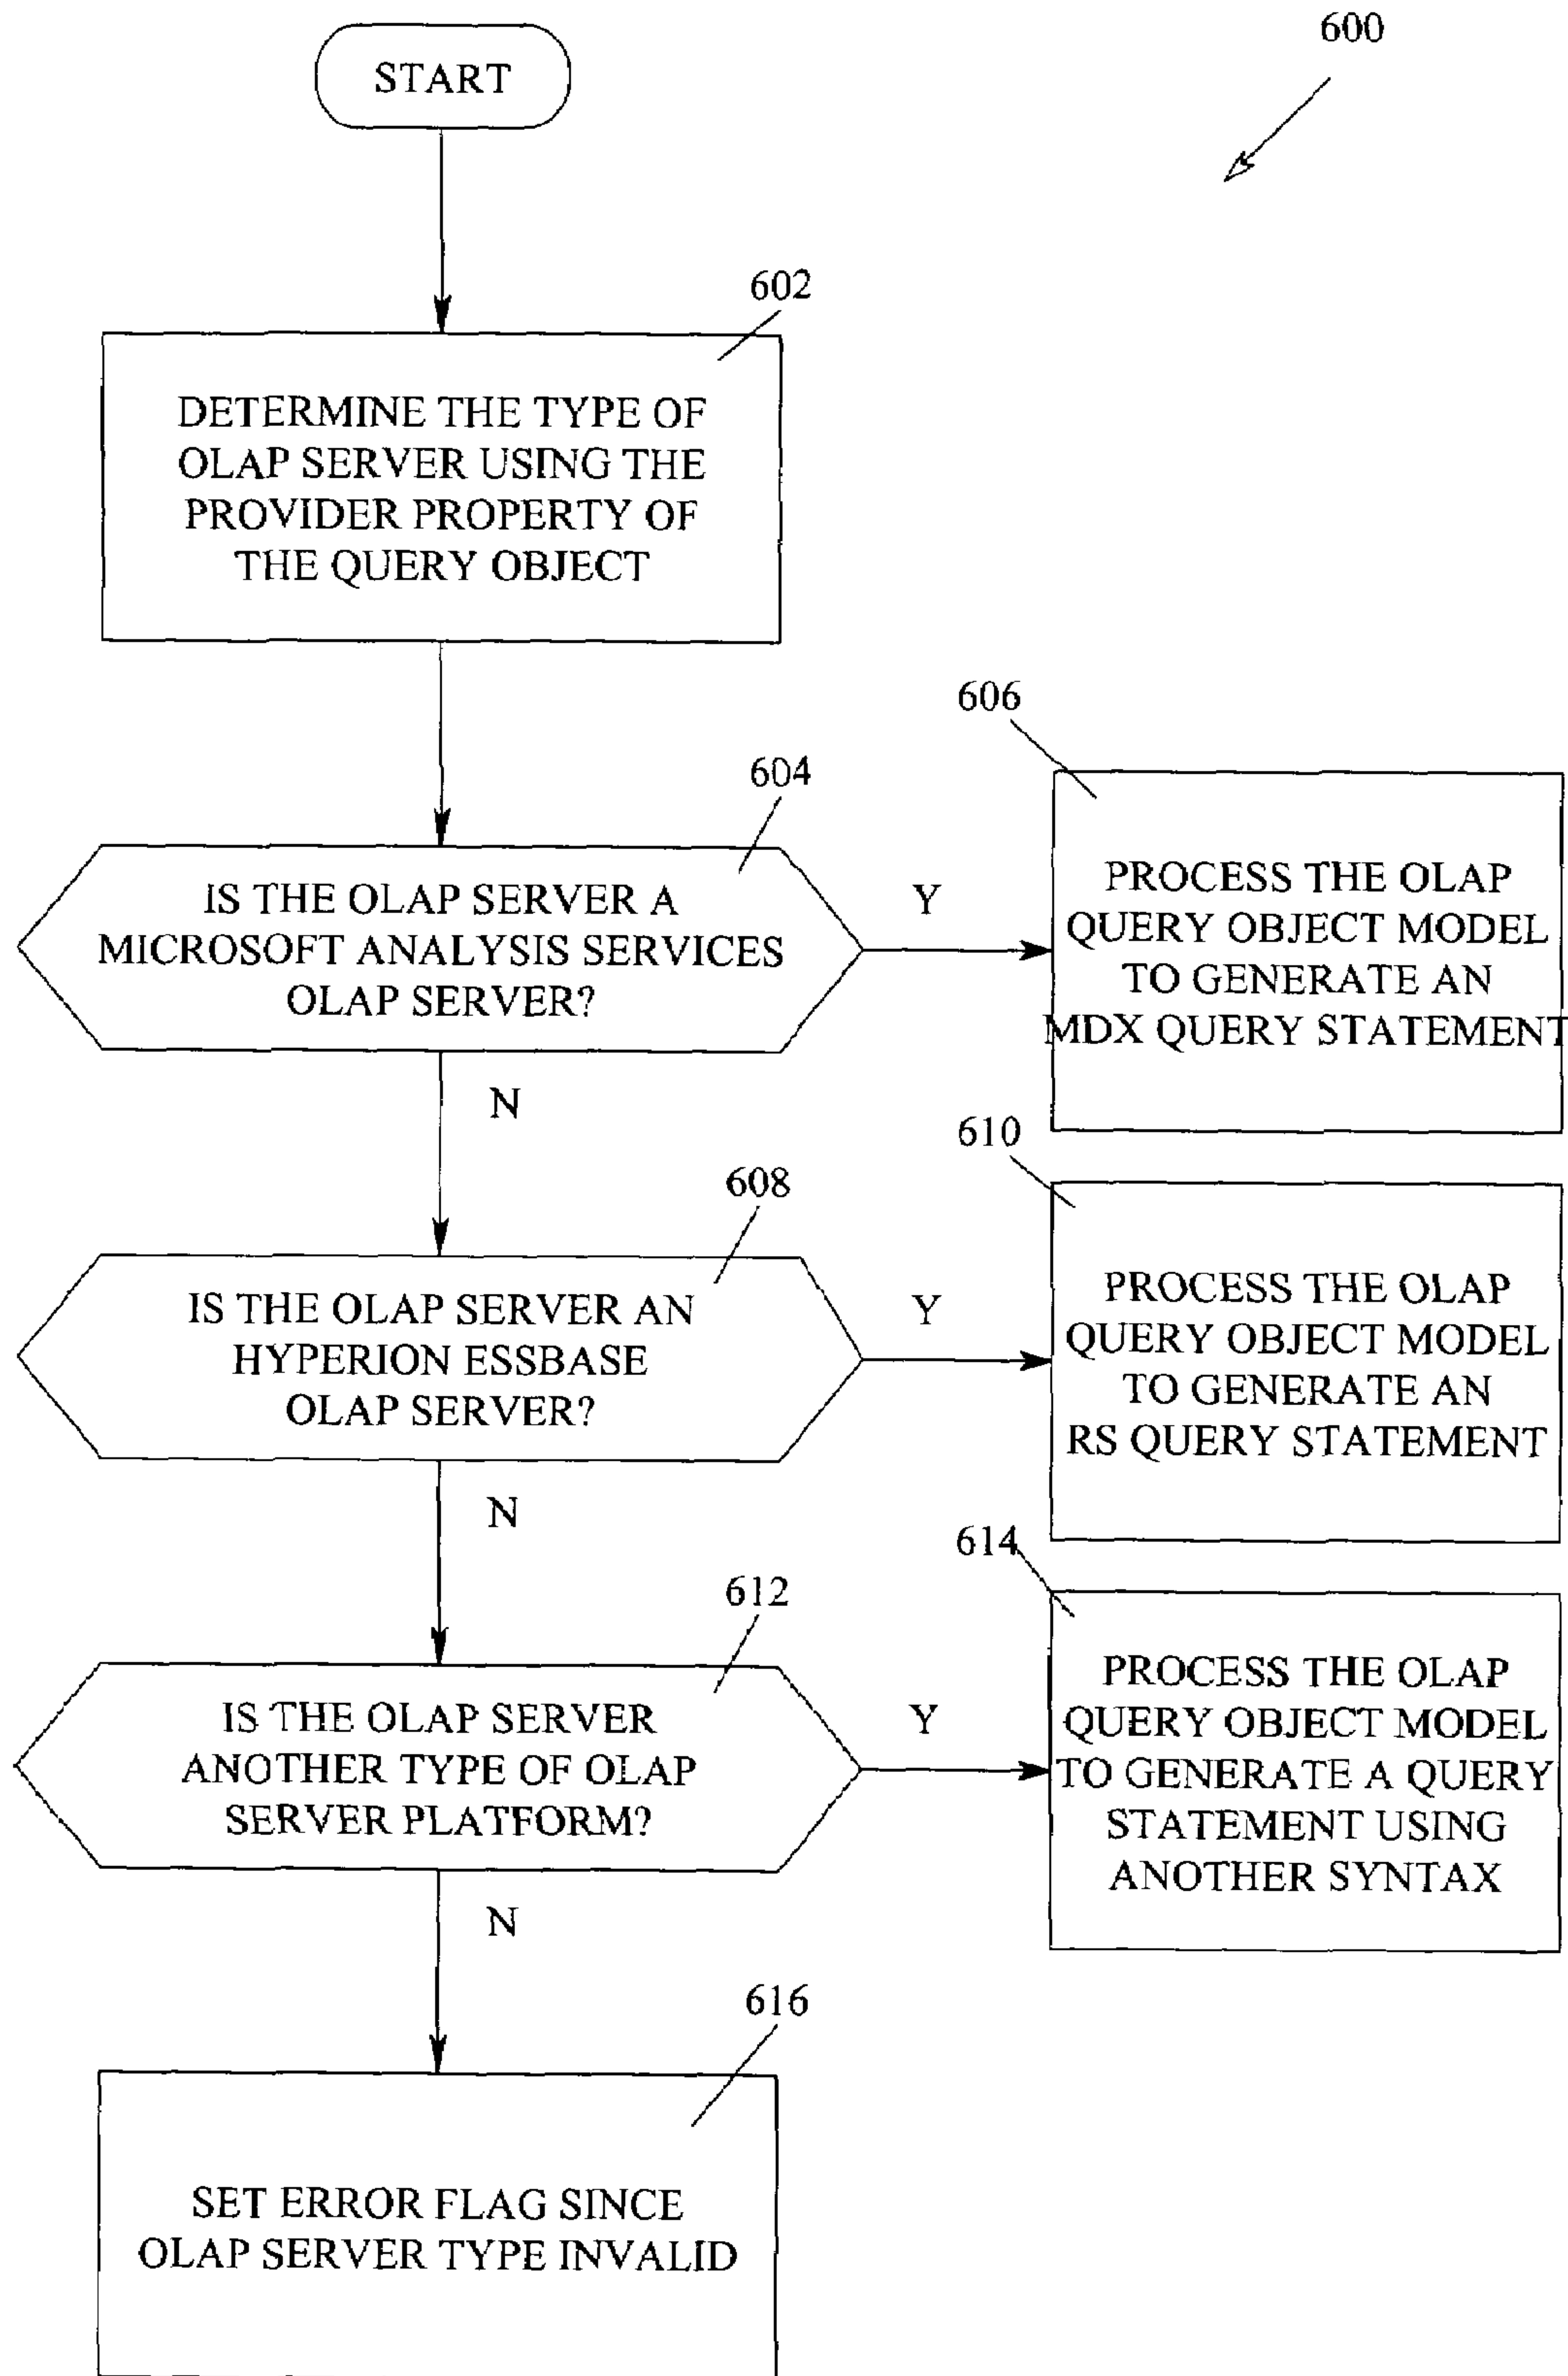 600
START
602
DETERMINE THE TYPE OF
OLAP SERVER USING THE
PROVIDER PROPERTY OF
THE QUERY OBJECT
604
IS THE OLAP SERVER A
MICROSOFT ANALYSIS SERVICES
OLAP SERVER?
Y
606
PROCESS THE OLAP
QUERY OBJECT MODEL
TO GENERATE AN
MDX QUERY STATEMENT
N
608
IS THE OLAP SERVER AN
HYPERION ESSBASE
OLAP SERVER?
Y
610
PROCESS THE OLAP
QUERY OBJECT MODEL
TO GENERATE AN
RS QUERY STATEMENT
N
612
IS THE OLAP SERVER
ANOTHER TYPE OF OLAP
SERVER PLATFORM?
Y
614
PROCESS THE OLAP
QUERY OBJECT MODEL
TO GENERATE A QUERY
STATEMENT USING
ANOTHER SYNTAX
N
616
SET ERROR FLAG SINCE
OLAP SERVER TYPE INVALID